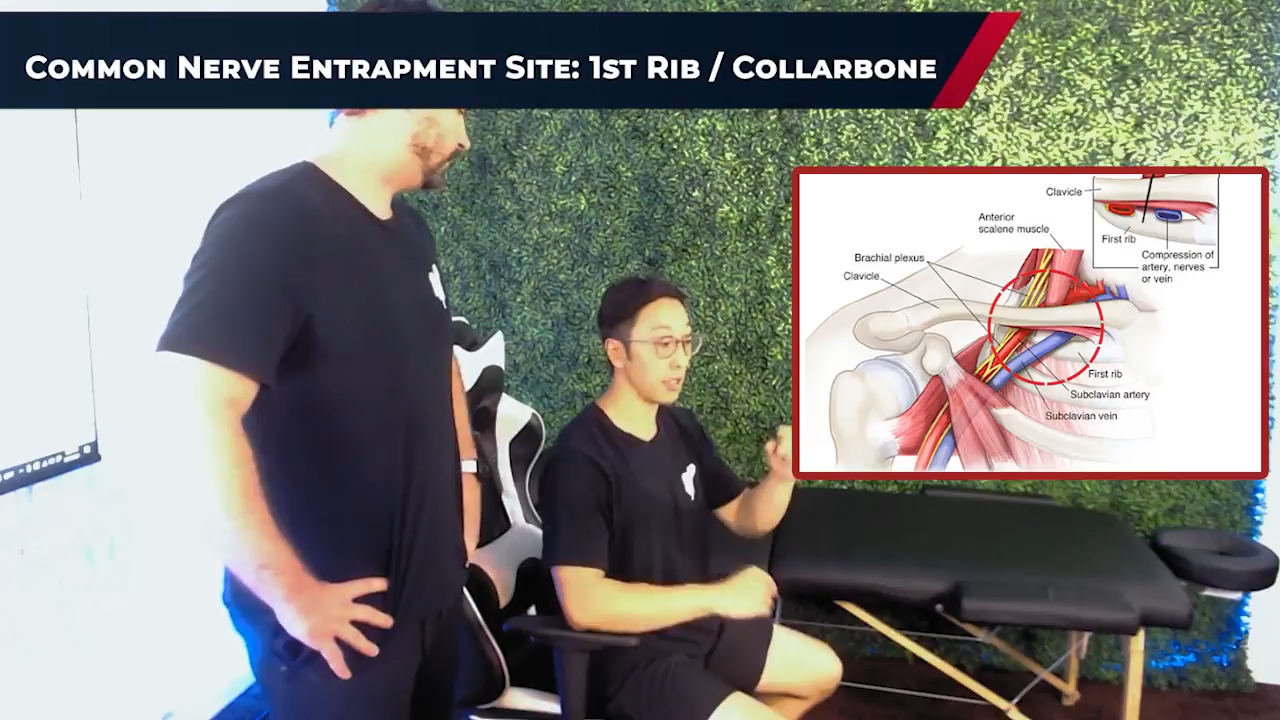 Common Nerve Entrapment Site: 1st Rib / Collarbone
Clavicle
Anterior
scalene muscle
First rib
Brachial plexus
Compression of
artery, nerves
or vein
Clavicle
First rib
Subclavian artery
Subclavian vein